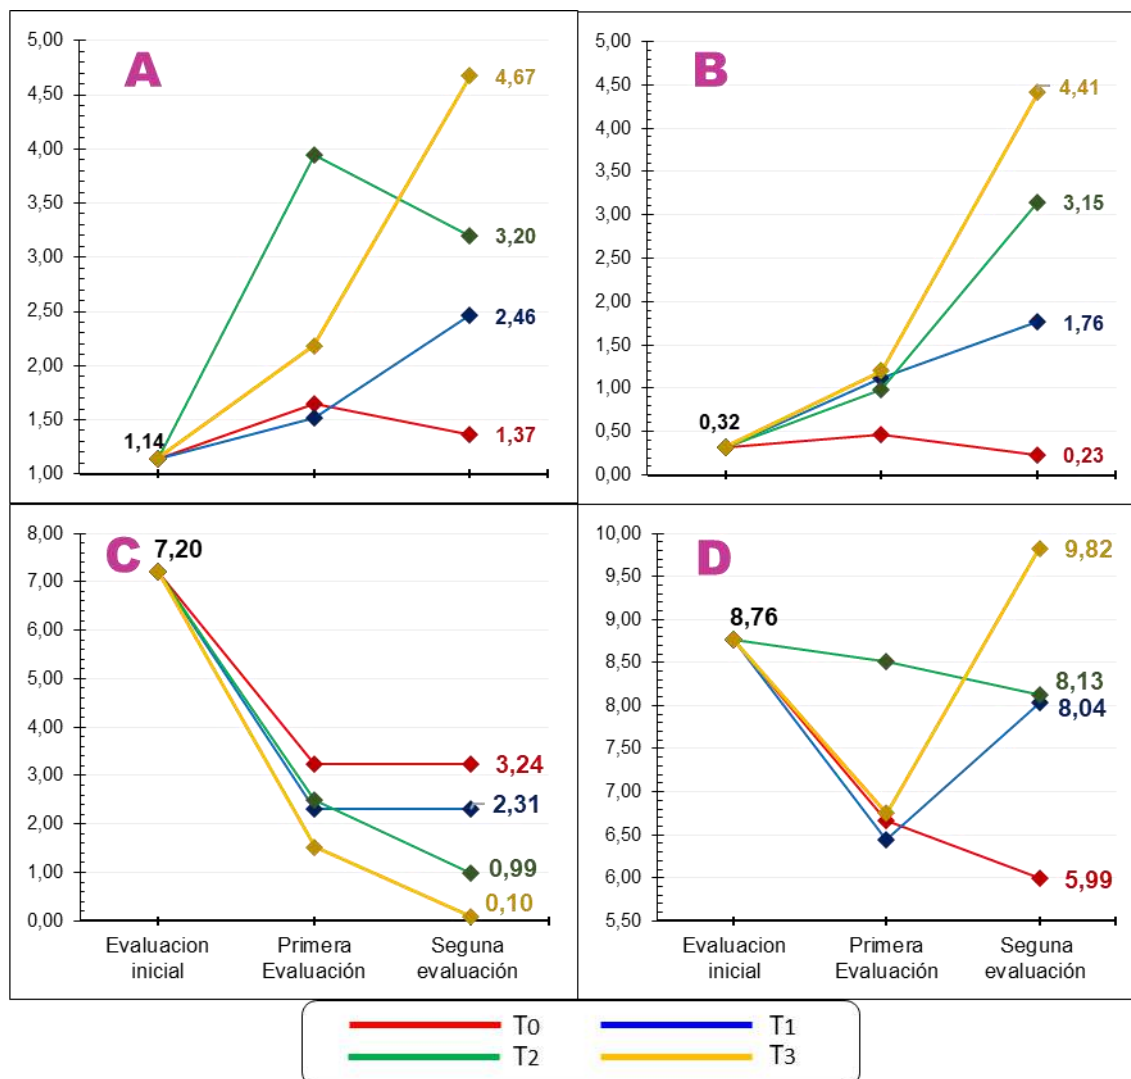 A
5,00
4,50
4,00
3,50
3,00
2,50
2,00
1,50
1,00
1,14
4,67
3,20
2,46
1,37
B
5,00
4,50
4,00
3,50
3,00
2,50
2,00
1,50
1,00
0,50
0,00
0,32
4,41
3,15
1,76
0,23
C
8,00
7,00
6,00
5,00
4,00
3,00
2,00
1,00
0,00
7,20
3,24
2,31
0,99
0,10
Evaluacion
inicial
Primera
Evaluación
Seguna
evaluación
D
10,00
9,50
9,00
8,50
8,00
7,50
7,00
6,50
6,00
5,50
8,76
9,82
8,13
8,04
5,99
Evaluacion
inicial
Primera
Evaluación
Seguna
evaluación
T0
T1
T2
T3